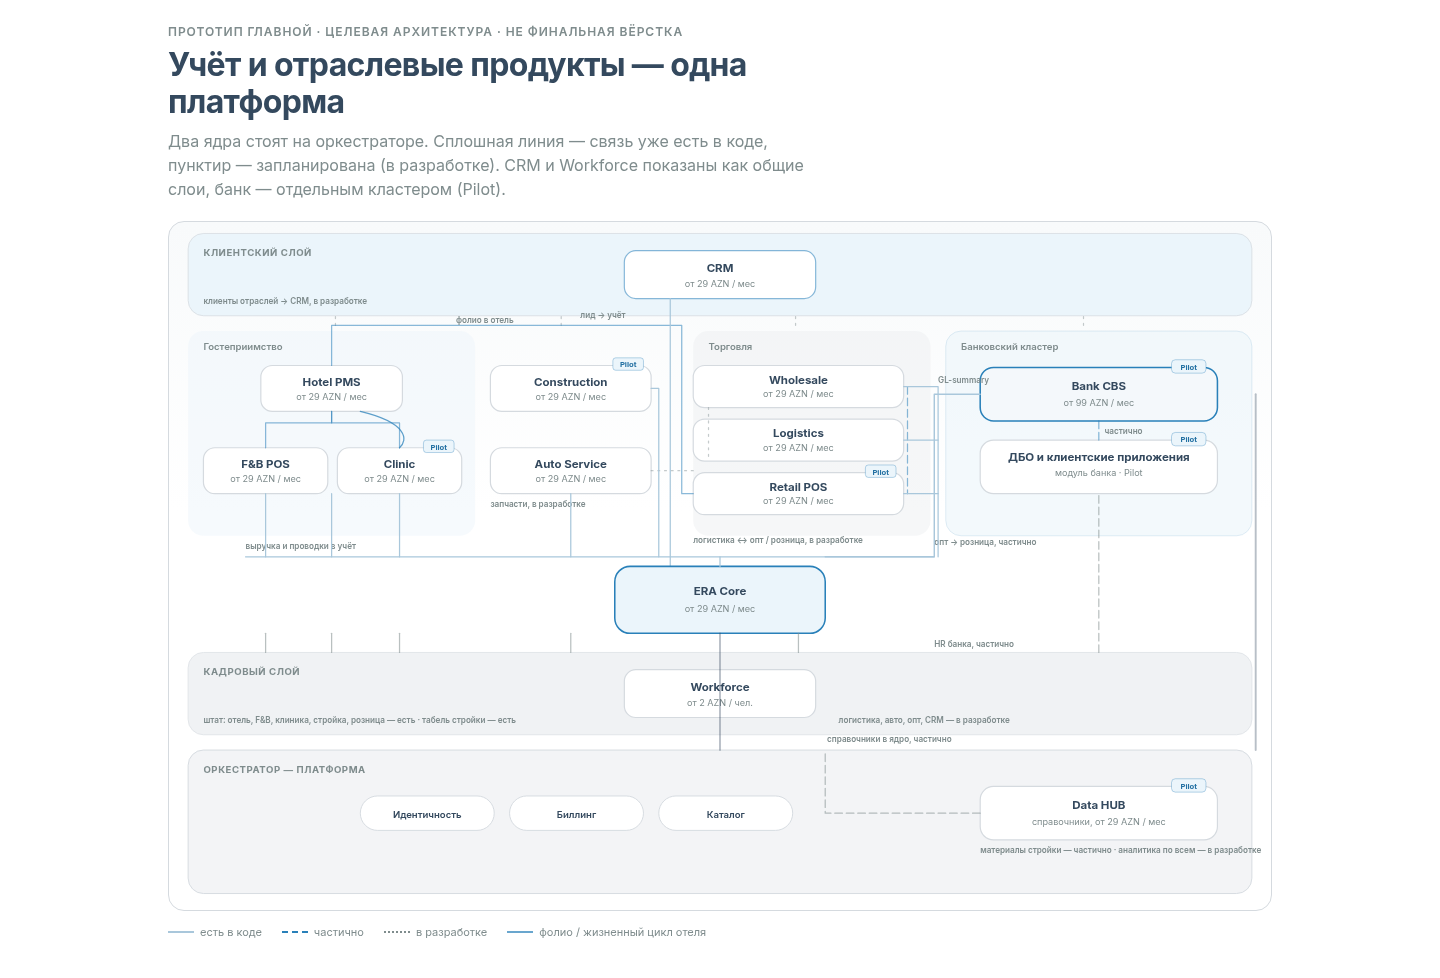 ПРОТОТИП ГЛАВНОЙ · ЦЕЛЕВАЯ АРХИТЕКТУРА · НЕ ФИНАЛЬНАЯ ВЁРСТКА
Учёт и отраслевые продукты — одна
платформа
Два ядра стоят на оркестраторе. Сплошная линия — связь уже есть в коде,
пунктир — запланирована (в разработке). CRM и Workforce показаны как общие
слои, банк — отдельным кластером (Pilot).
КЛИЕНТСКИЙ СЛОЙ
CRM
от 29 AZN / мес
клиенты отраслей → CRM, в разработке
фолио в отель
лид → учёт
Гостеприимство
Торговля
Банковский кластер
Hotel PMS
от 29 AZN / мес
Pilot
Construction
от 29 AZN / мес
Wholesale
от 29 AZN / мес
GL-summary
Pilot
Bank CBS
от 99 AZN / мес
Logistics
от 29 AZN / мес
частично
F&B POS
от 29 AZN / мес
Pilot
Clinic
от 29 AZN / мес
Auto Service
от 29 AZN / мес
запчасти, в разработке
Pilot
Retail POS
от 29 AZN / мес
Pilot
ДБО и клиентские приложения
модуль банка · Pilot
выручка и проводки в учёт
логистика ↔ опт / розница, в разработке
опт → розница, частично
ERA Core
от 29 AZN / мес
HR банка, частично
КАДРОВЫЙ СЛОЙ
Workforce
от 2 AZN / чел.
штат: отель, F&B, клиника, стройка, розница — есть · табель стройки — есть
логистика, авто, опт, CRM — в разработке
справочники в ядро, частично
ОРКЕСТРАТОР — ПЛАТФОРМА
Идентичность
Биллинг
Каталог
Pilot
Data HUB
справочники, от 29 AZN / мес
материалы стройки — частично · аналитика по всем — в разработке
есть в коде
частично
в разработке
фолио / жизненный цикл отеля